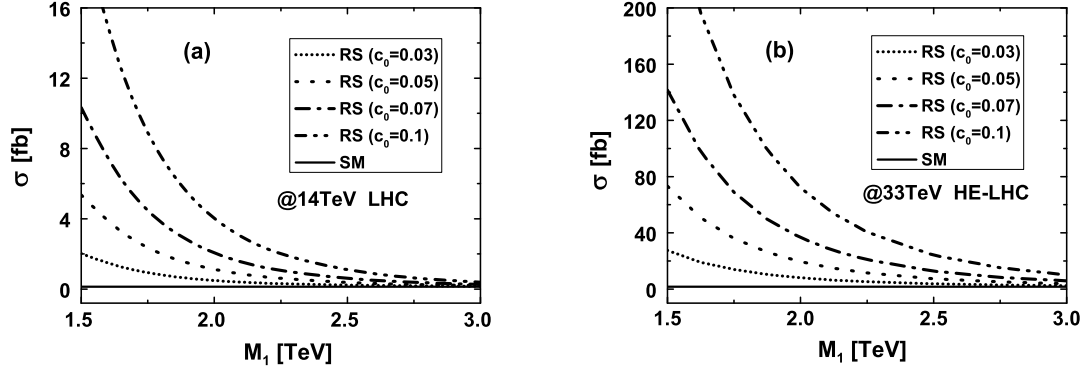 (a)
σ [fb]
16
12
8
4
0
RS (c₀=0.03)
RS (c₀=0.05)
RS (c₀=0.07)
RS (c₀=0.1)
SM
@14TeV LHC
1.5 2.0 2.5 3.0
M₁ [TeV]
(b)
σ [fb]
200
160
120
80
40
0
RS (c₀=0.03)
RS (c₀=0.05)
RS (c₀=0.07)
RS (c₀=0.1)
SM
@33TeV HE-LHC
1.5 2.0 2.5 3.0
M₁ [TeV]